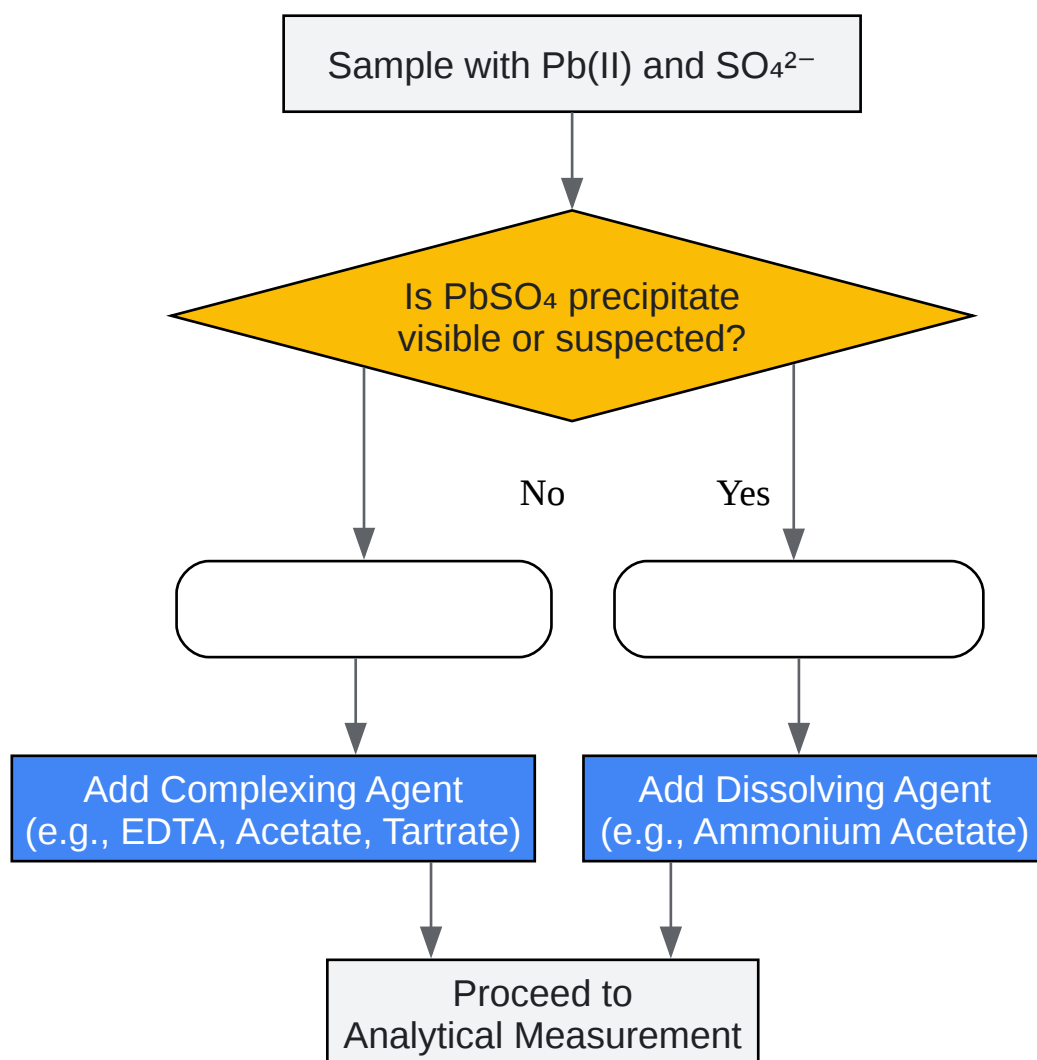 Sample with Pb(II) and SO₄²⁻
Is PbSO₄ precipitate
visible or suspected?
No
Yes
Add Complexing Agent
(e.g., EDTA, Acetate, Tartrate)
Add Dissolving Agent
(e.g., Ammonium Acetate)
Proceed to
Analytical Measurement